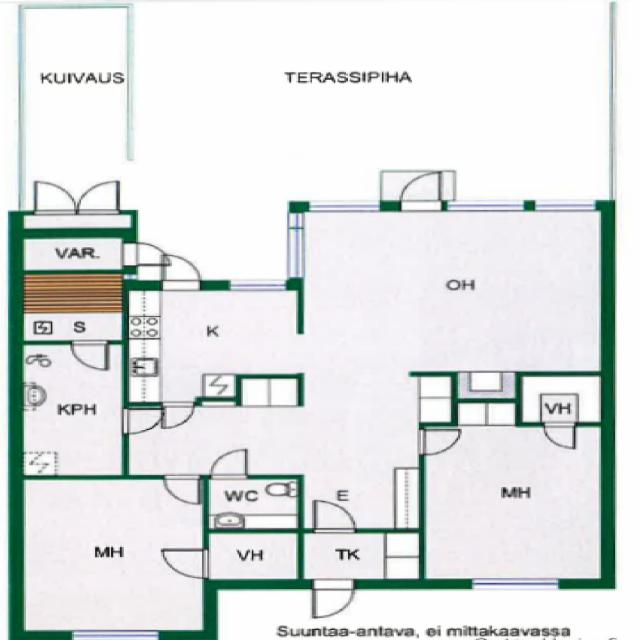 KUIVAUS
TERASSIPIHA
VAR.
OH
S
K
KPH
VH
MH
WC
E
MH
VH
TK
Suuntaa-antava, ei mittakaavassa